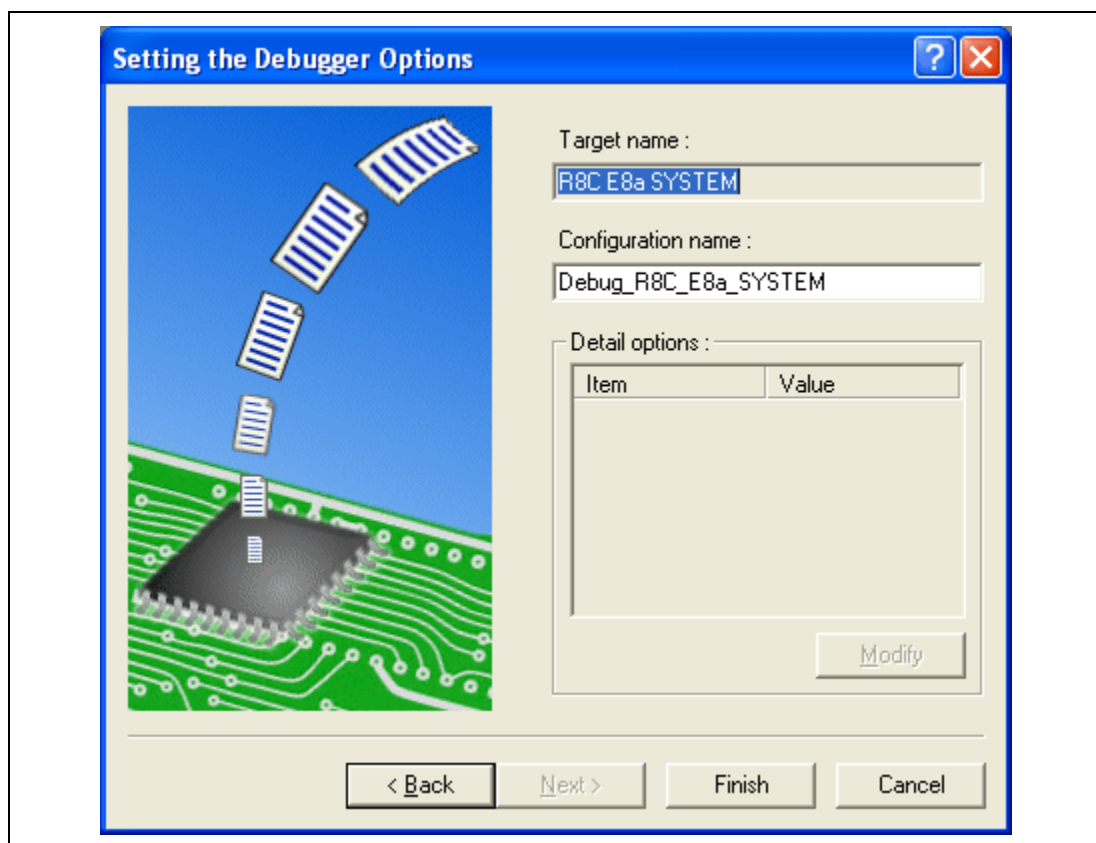 Setting the Debugger Options
Target name :
R8C E8a SYSTEM
Configuration name :
Debug_R8C_E8a_SYSTEM
Detail options :
Item Value
Modify
< Back Next > Finish Cancel